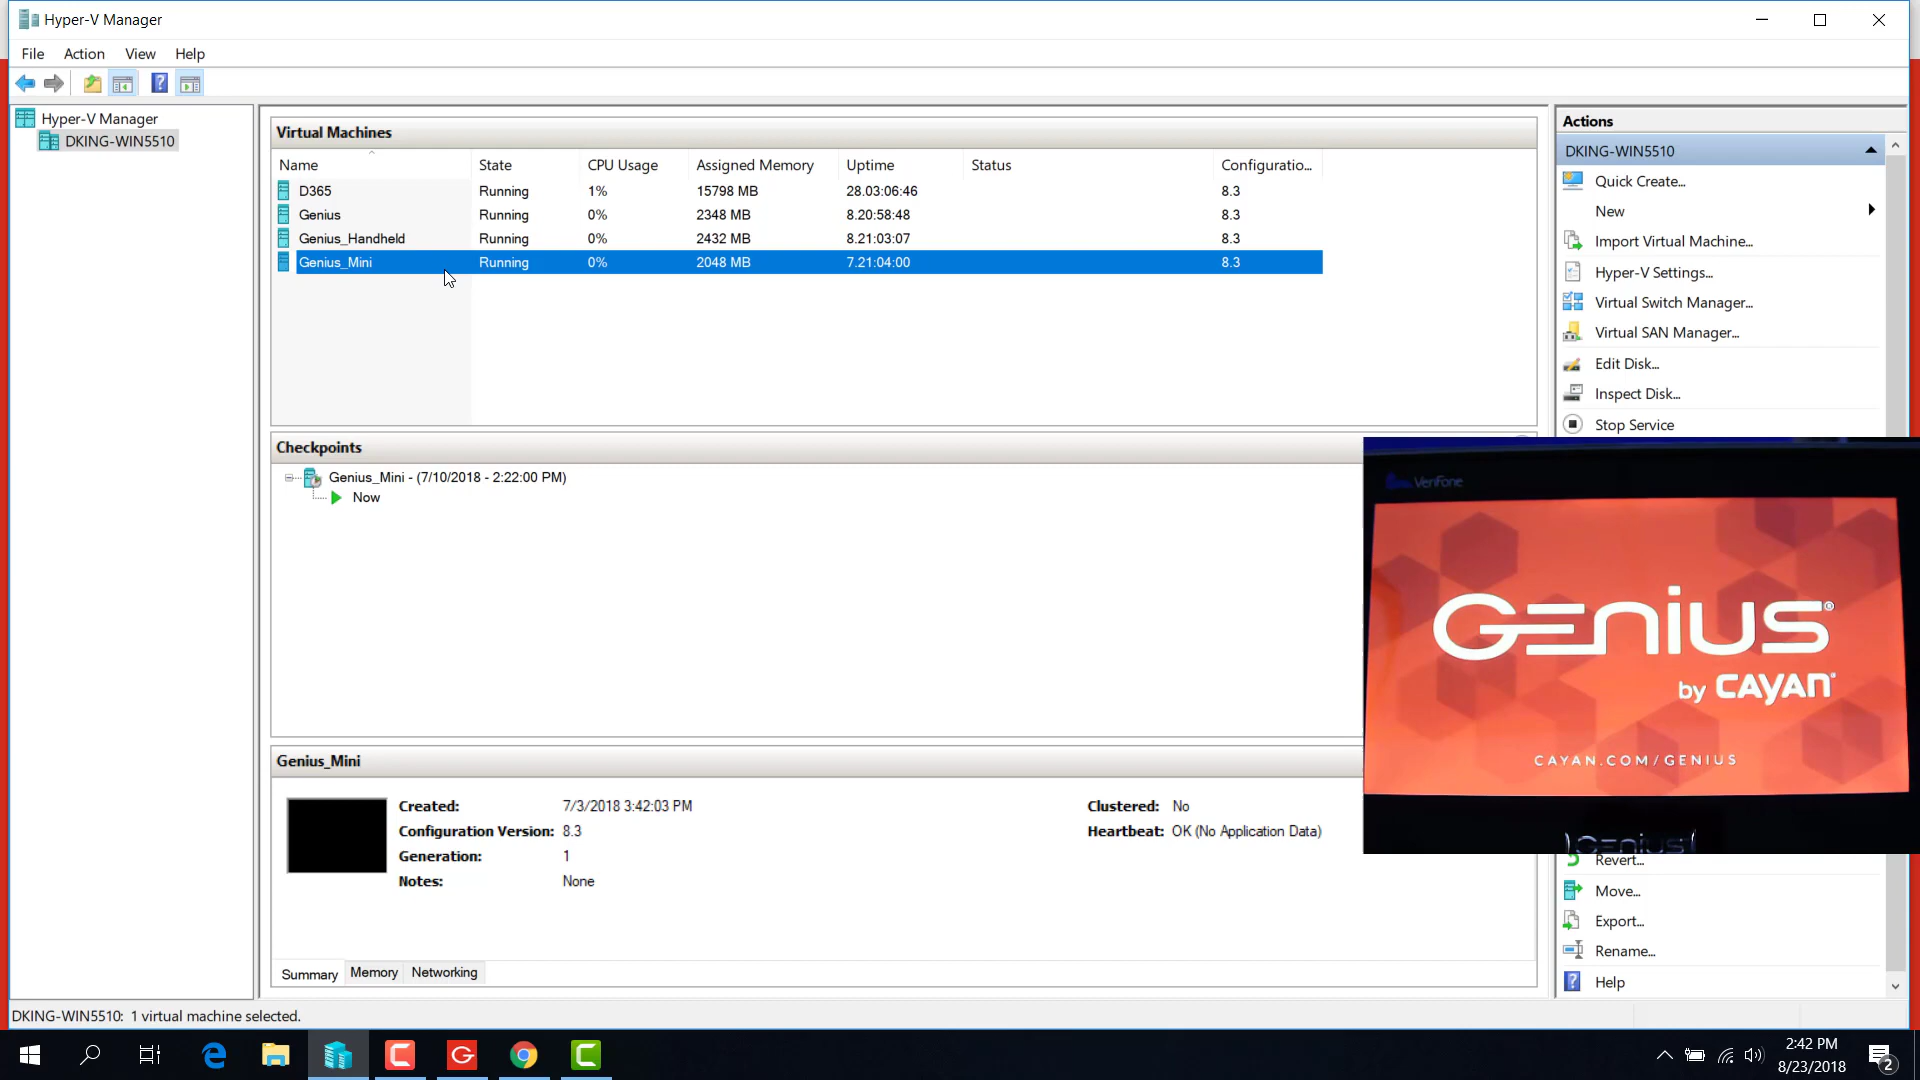 Hyper-V Manager
File Action View Help
Hyper-V Manager
DKING-WIN5510
Virtual Machines
Name State CPU Usage Assigned Memory Uptime Status Configuratio...
D365 Running 1% 15798 MB 28.03:06:46 8.3
Genius Running 0% 2348 MB 8.20:58:48 8.3
Genius_Handheld Running 0% 2432 MB 8.21:03:07 8.3
Genius_Mini Running 0% 2048 MB 7.21:04:00 8.3
Checkpoints
Genius_Mini - (7/10/2018 - 2:22:00 PM)
Now
Genius_Mini
Created: 7/3/2018 3:42:03 PM Clustered: No
Configuration Version: 8.3 Heartbeat: OK (No Application Data)
Generation: 1
Notes: None
Summary Memory Networking
Actions
DKING-WIN5510
Quick Create...
New
Import Virtual Machine...
Hyper-V Settings...
Virtual Switch Manager...
Virtual SAN Manager...
Edit Disk...
Inspect Disk...
Stop Service
VeriFone
GENIUS®
by CAYAN®
CAYAN.COM/GENIUS
GENIUS
Revert...
Move...
Export...
Rename...
Help
DKING-WIN5510: 1 virtual machine selected.
2:42 PM
8/23/2018
2